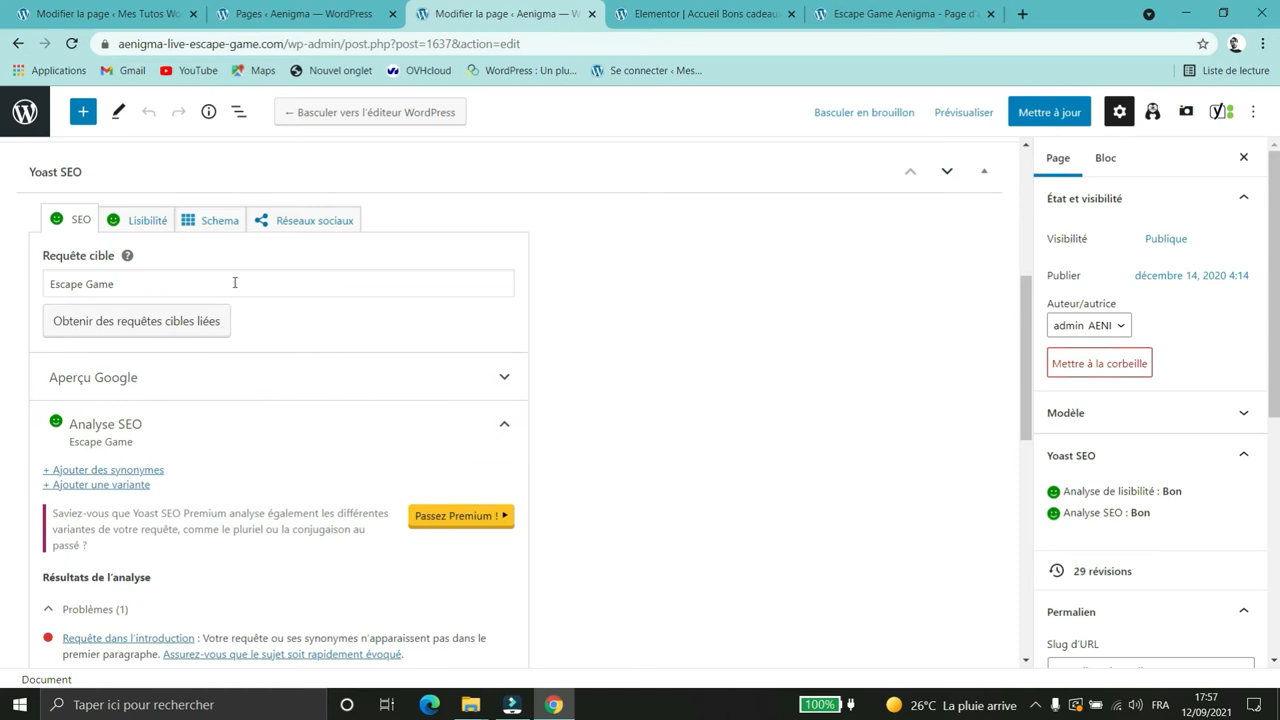 Modifier la page ‹ Mes Tutos Wo
Pages ‹ Aenigma — WordPress
Modifier la page ‹ Aenigma — W
Elementor | Accueil Bons cadeau
Escape Game Aenigma - Page d'
aenigma-live-escape-game.com/wp-admin/post.php?post=1637&action=edit
Applications
Gmail
YouTube
Maps
Nouvel onglet
OVHcloud
WordPress : Un plu...
Se connecter ‹ Mes...
Liste de lecture
← Basculer vers l'éditeur WordPress
Basculer en brouillon
Prévisualiser
Mettre à jour
Yoast SEO
SEO
Lisibilité
Schema
Réseaux sociaux
Requête cible
Escape Game
Obtenir des requêtes cibles liées
Aperçu Google
Analyse SEO
Escape Game
+ Ajouter des synonymes
+ Ajouter une variante
Saviez-vous que Yoast SEO Premium analyse également les différentes
variantes de votre requête, comme le pluriel ou la conjugaison au
passé ?
Passez Premium !
Résultats de l'analyse
Problèmes (1)
Requête dans l'introduction : Votre requête ou ses synonymes n'apparaissent pas dans le
premier paragraphe. Assurez-vous que le sujet soit rapidement évoqué.
Page
Bloc
État et visibilité
Visibilité
Publique
Publier
décembre 14, 2020 4:14
Auteur/autrice
admin AENI
Mettre à la corbeille
Modèle
Yoast SEO
Analyse de lisibilité : Bon
Analyse SEO : Bon
29 révisions
Permalien
Slug d'URL
Document
Taper ici pour rechercher
100%
26°C La pluie arrive
FRA
17:57
12/09/2021